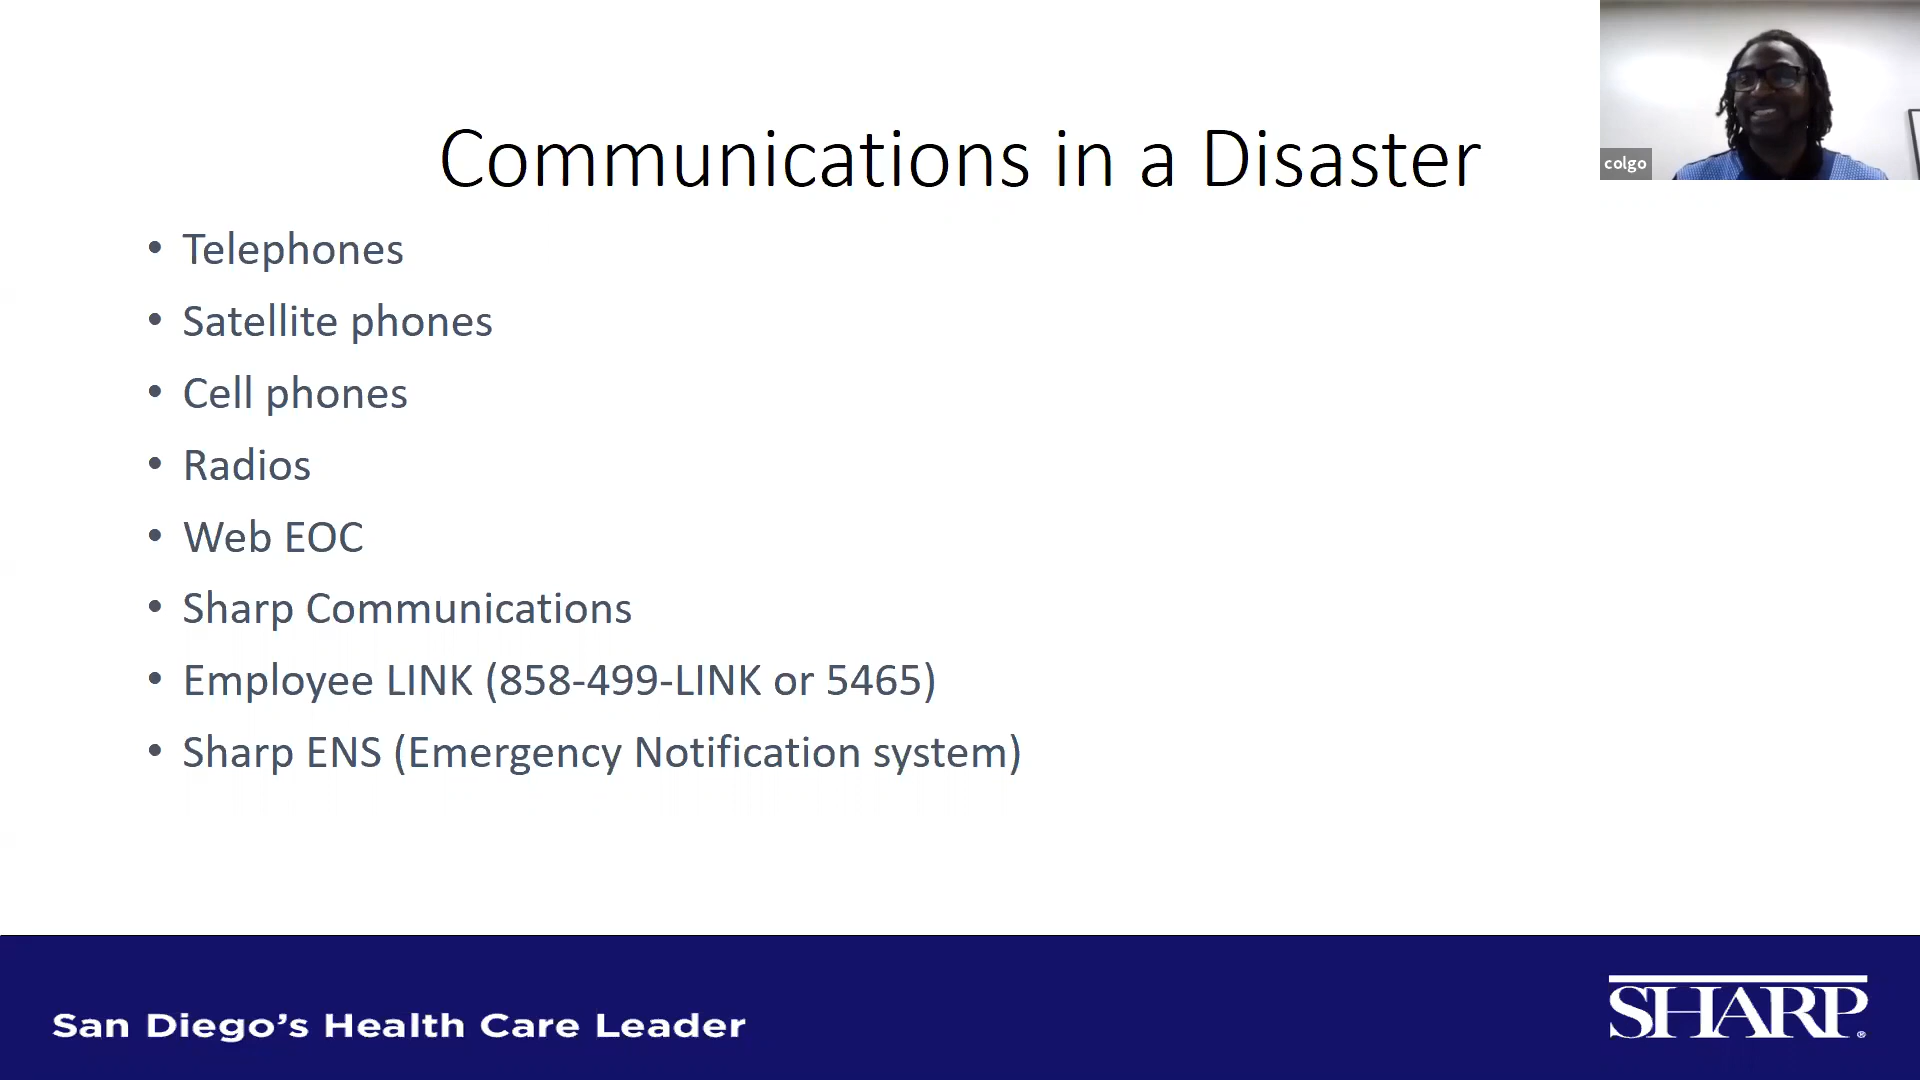 colgo
Communications in a Disaster
• Telephones
• Satellite phones
• Cell phones
• Radios
• Web EOC
• Sharp Communications
• Employee LINK (858-499-LINK or 5465)
• Sharp ENS (Emergency Notification system)
San Diego’s Health Care Leader
SHARP®